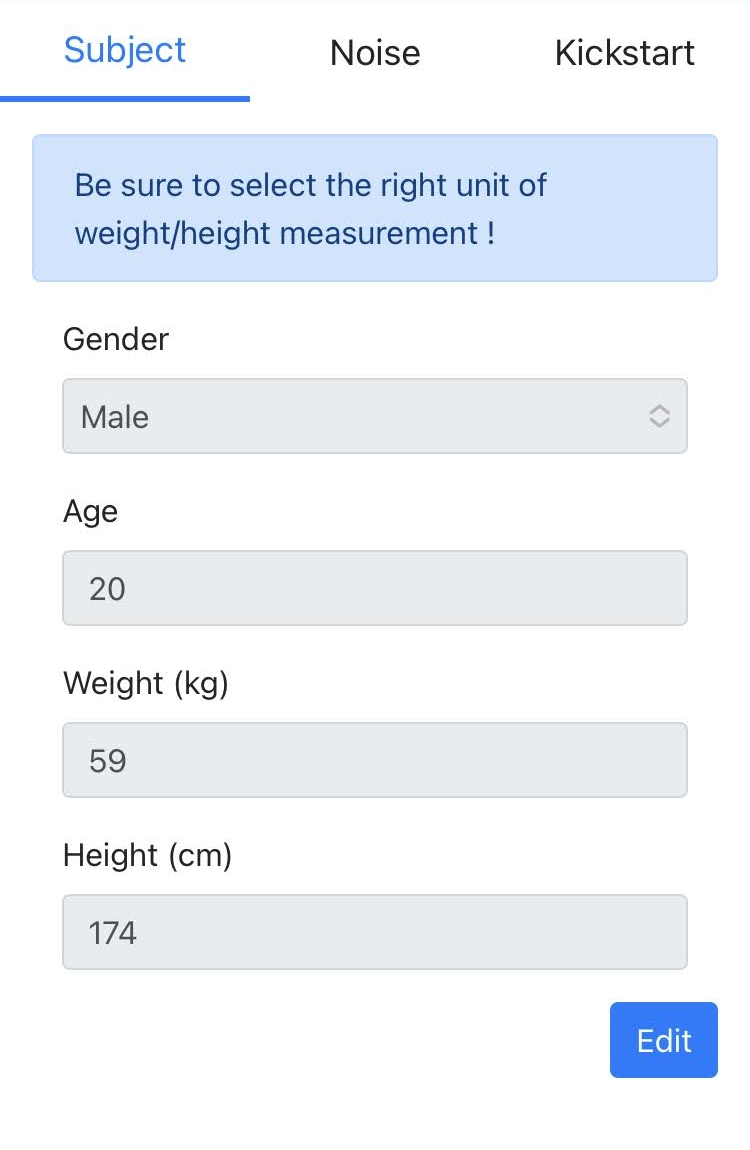 Subject Noise Kickstart
Be sure to select the right unit of
weight/height measurement !
Gender
Male
Age
20
Weight (kg)
59
Height (cm)
174
Edit